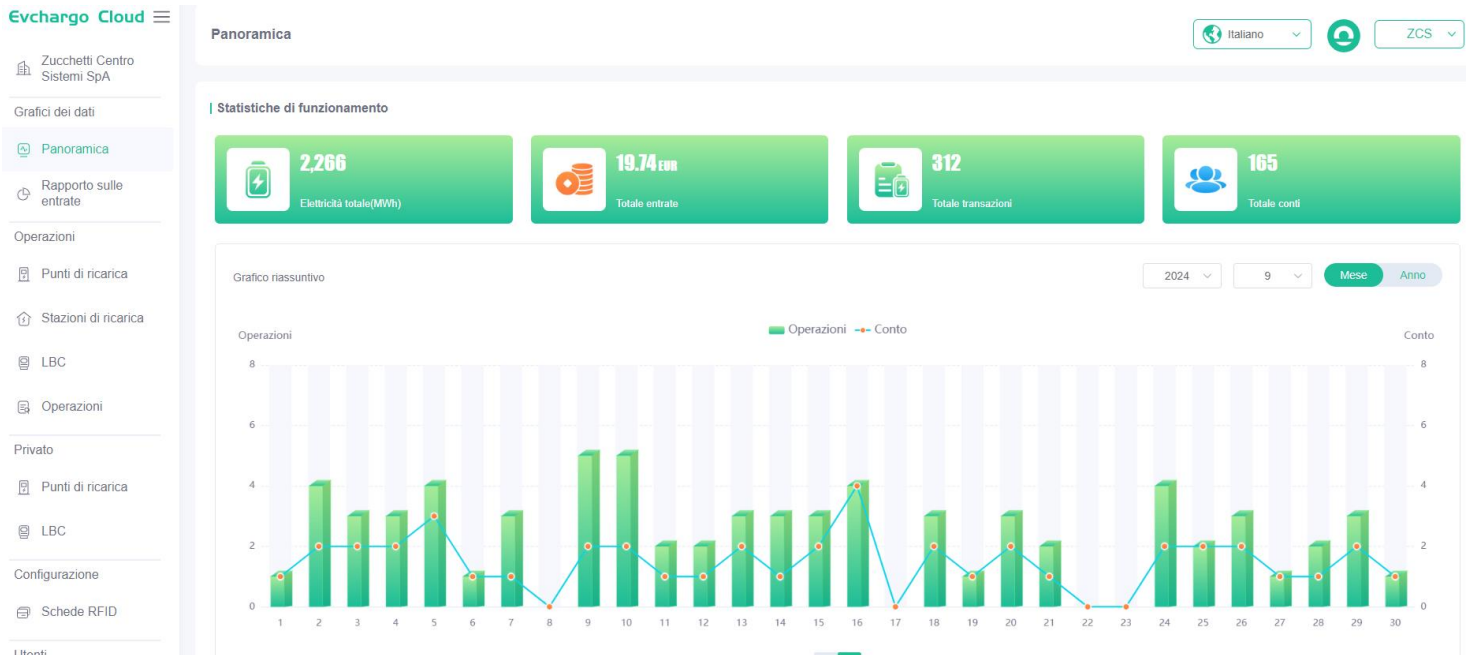 Evchargo Cloud
Zucchetti Centro
Sistemi SpA
Grafici dei dati
Panoramica
Rapporto sulle
entrate
Operazioni
Punti di ricarica
Stazioni di ricarica
LBC
Operazioni
Privato
Punti di ricarica
LBC
Configurazione
Schede RFID
Utenti
Panoramica
Italiano
ZCS
Statistiche di funzionamento
2,266
Elettricità totale(MWh)
19.74 EUR
Totale entrate
312
Totale transazioni
165
Totale conti
Grafico riassuntivo
2024
9
Mese
Anno
Operazioni Conto
Operazioni
Conto
8
6
4
2
0
8
6
4
2
0
1 2 3 4 5 6 7 8 9 10 11 12 13 14 15 16 17 18 19 20 21 22 23 24 25 26 27 28 29 30